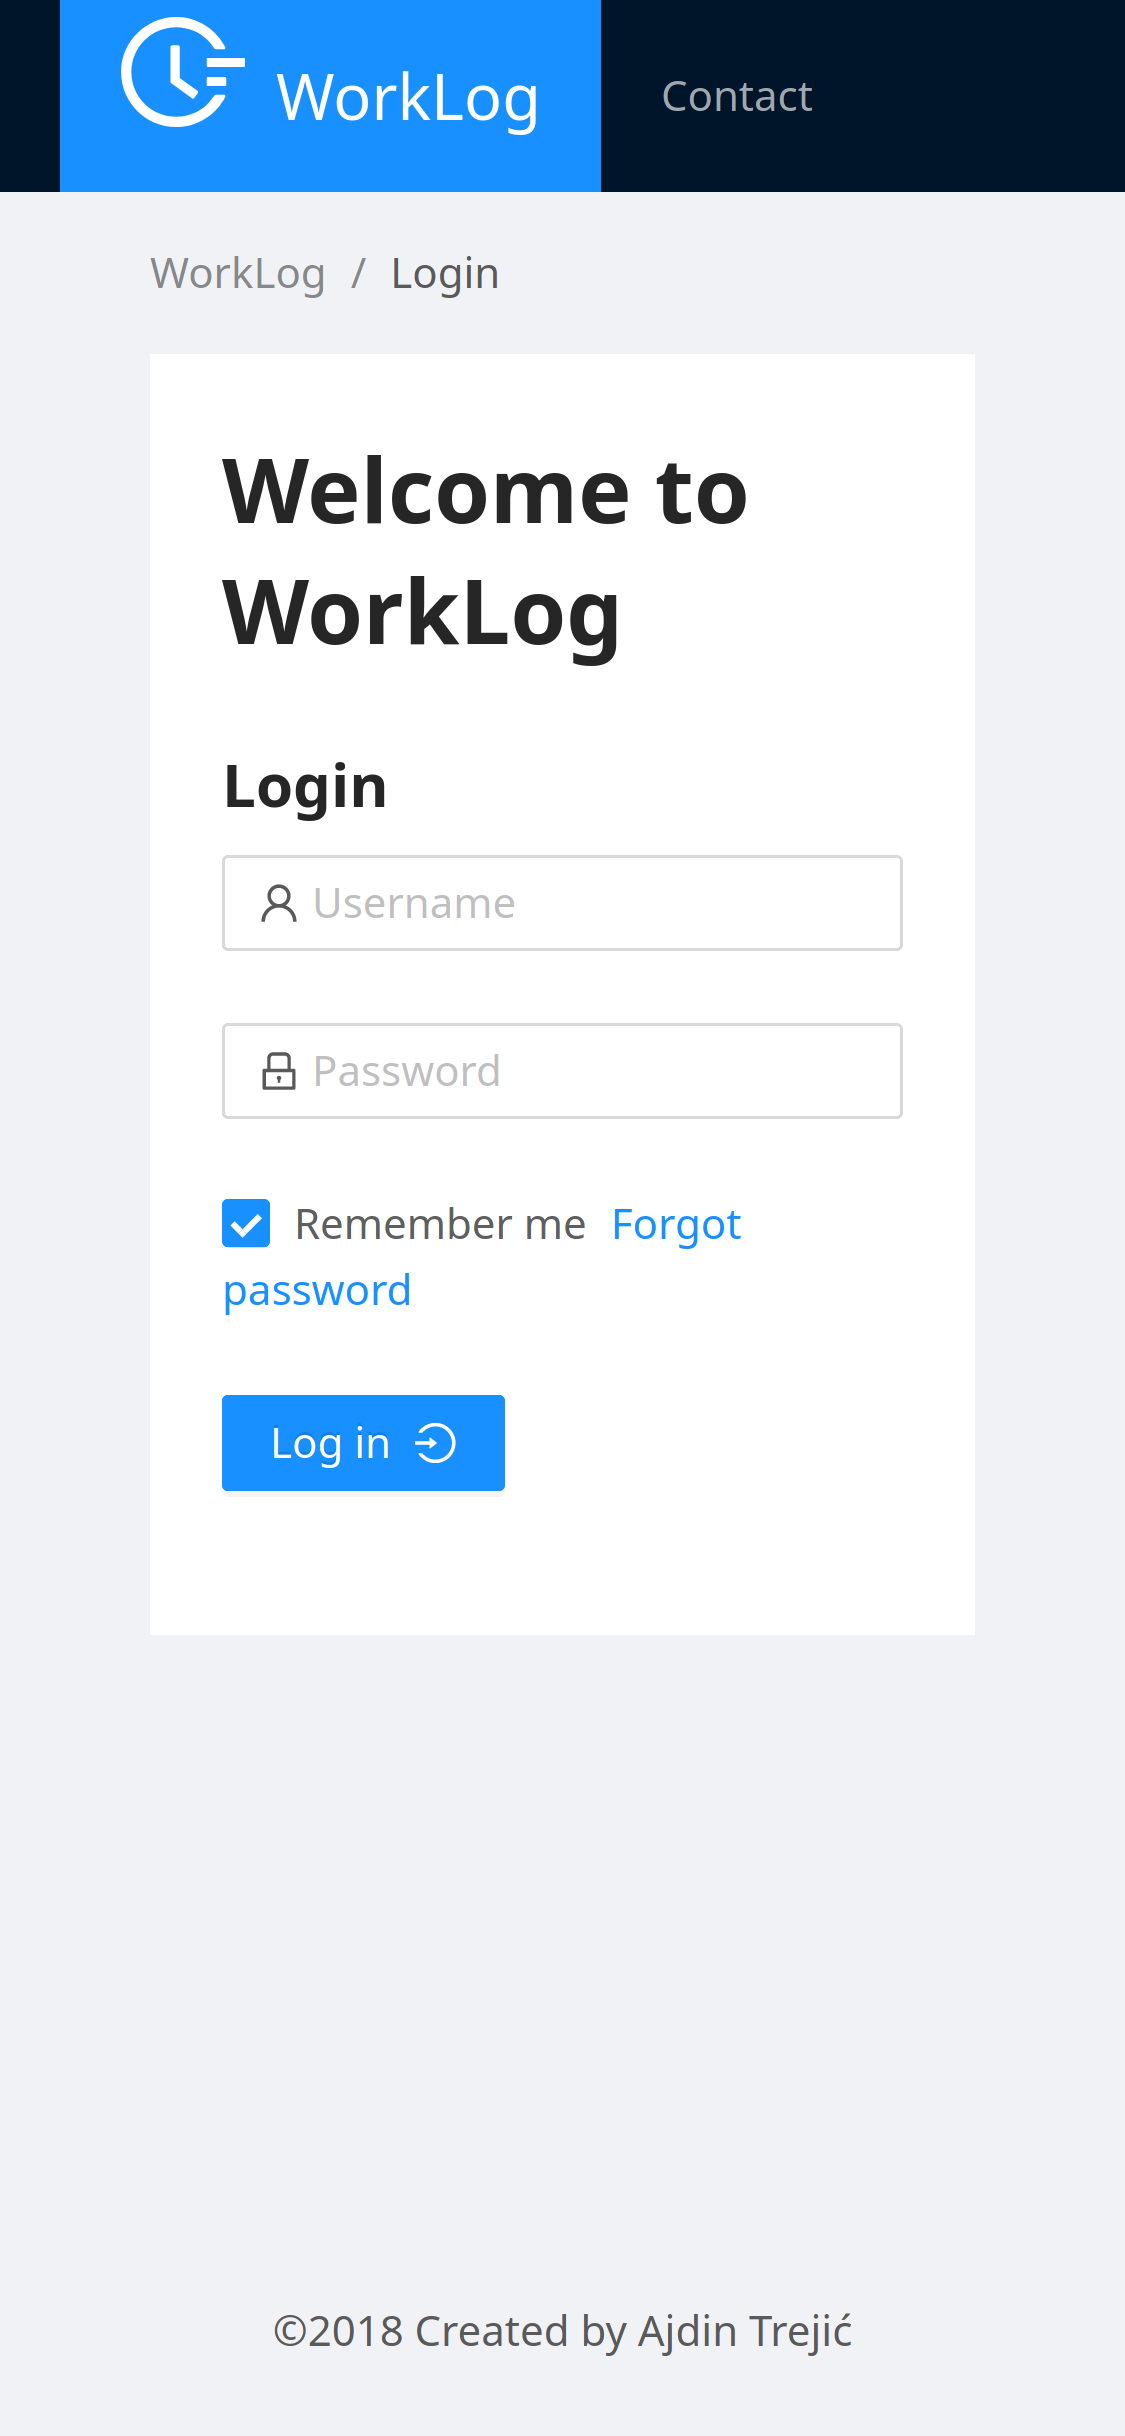 WorkLog
Contact
WorkLog / Login
Welcome to
WorkLog
Login
Username
Password
Remember me Forgot
password
Log in
©2018 Created by Ajdin Trejić